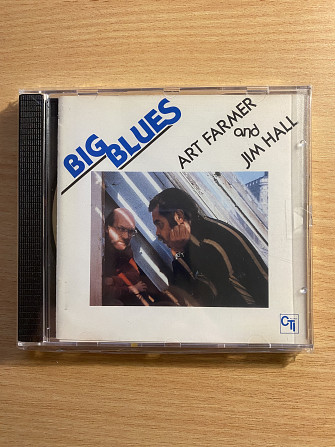 BIG
BLUES
ART FARMER
and
JIM HALL
CTi